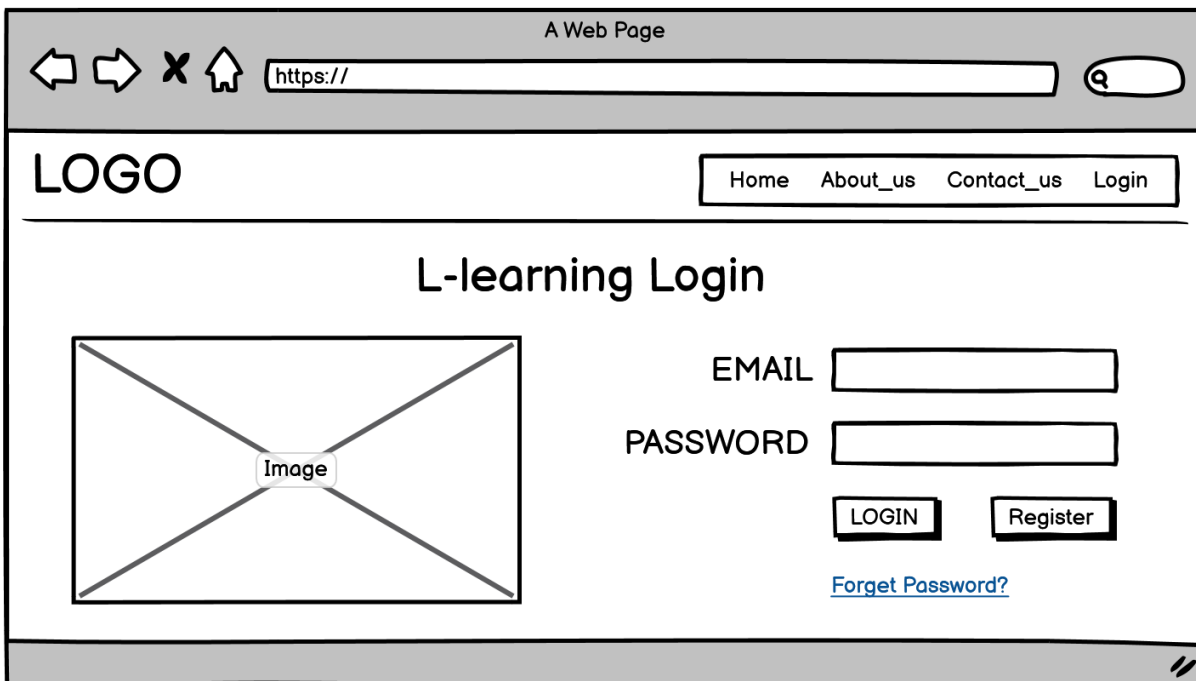 A Web Page
https://
LOGO
Home About_us Contact_us Login
L-learning Login
EMAIL
PASSWORD
Image
LOGIN Register
Forget Password?